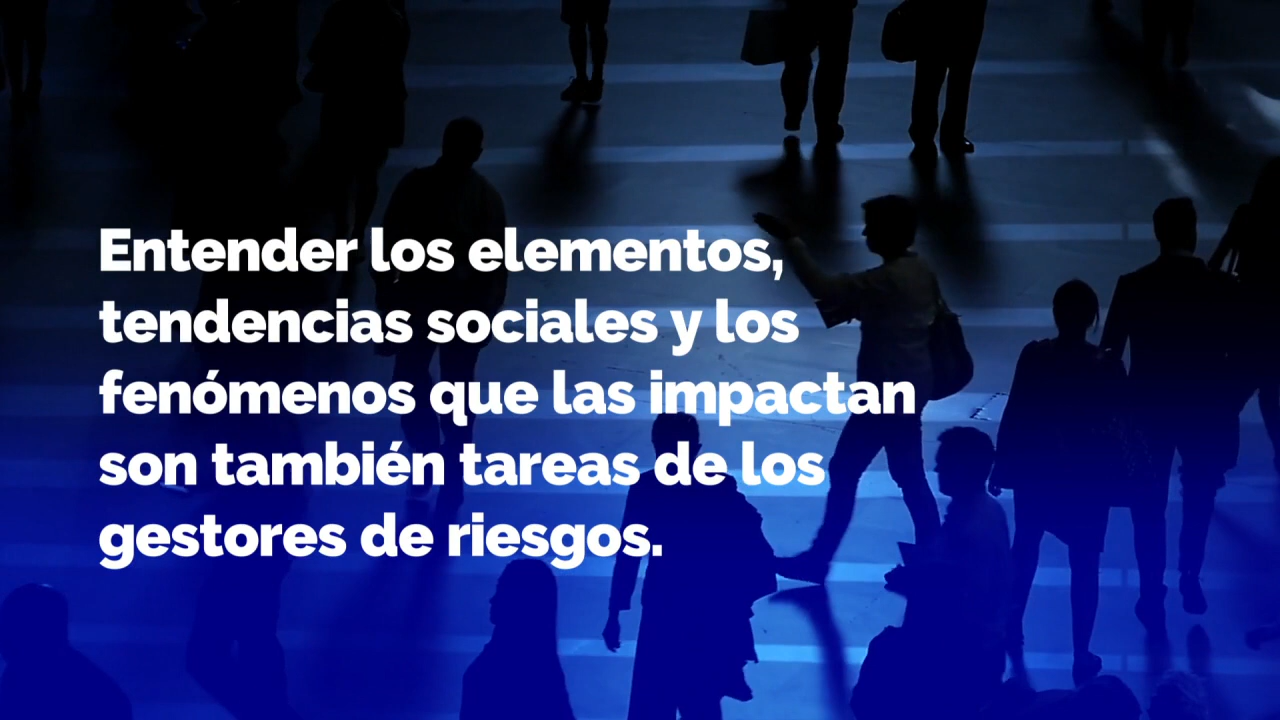 Entender los elementos,
tendencias sociales y los
fenómenos que las impactan
son también tareas de los
gestores de riesgos.